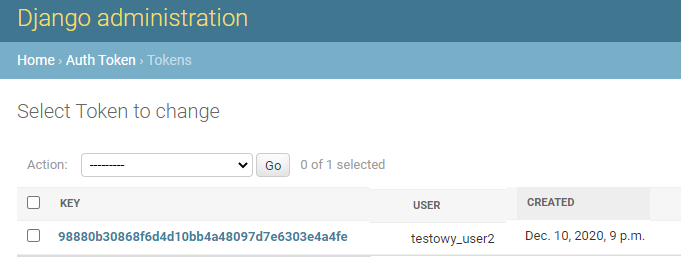 Django administration
Home › Auth Token › Tokens
Select Token to change
Action: --------- Go 0 of 1 selected
KEY USER CREATED
98880b30868f6d4d10bb4a48097d7e6303e4a4fe testowy_user2 Dec. 10, 2020, 9 p.m.